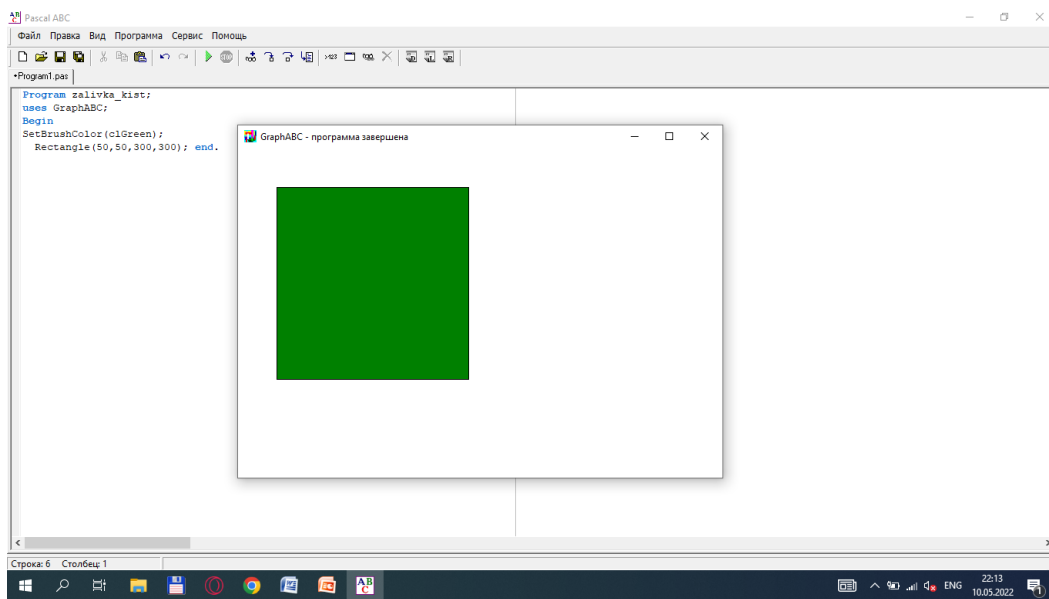 Pascal ABC
Файл Правка Вид Программа Сервис Помощь
•Program1.pas
Program zalivka_kist;
uses GraphABC;
Begin
SetBrushColor(clGreen);
Rectangle(50,50,300,300); end.
GraphABC - программа завершена
Строка: 6 Столбец: 1
ENG
22:13
10.05.2022